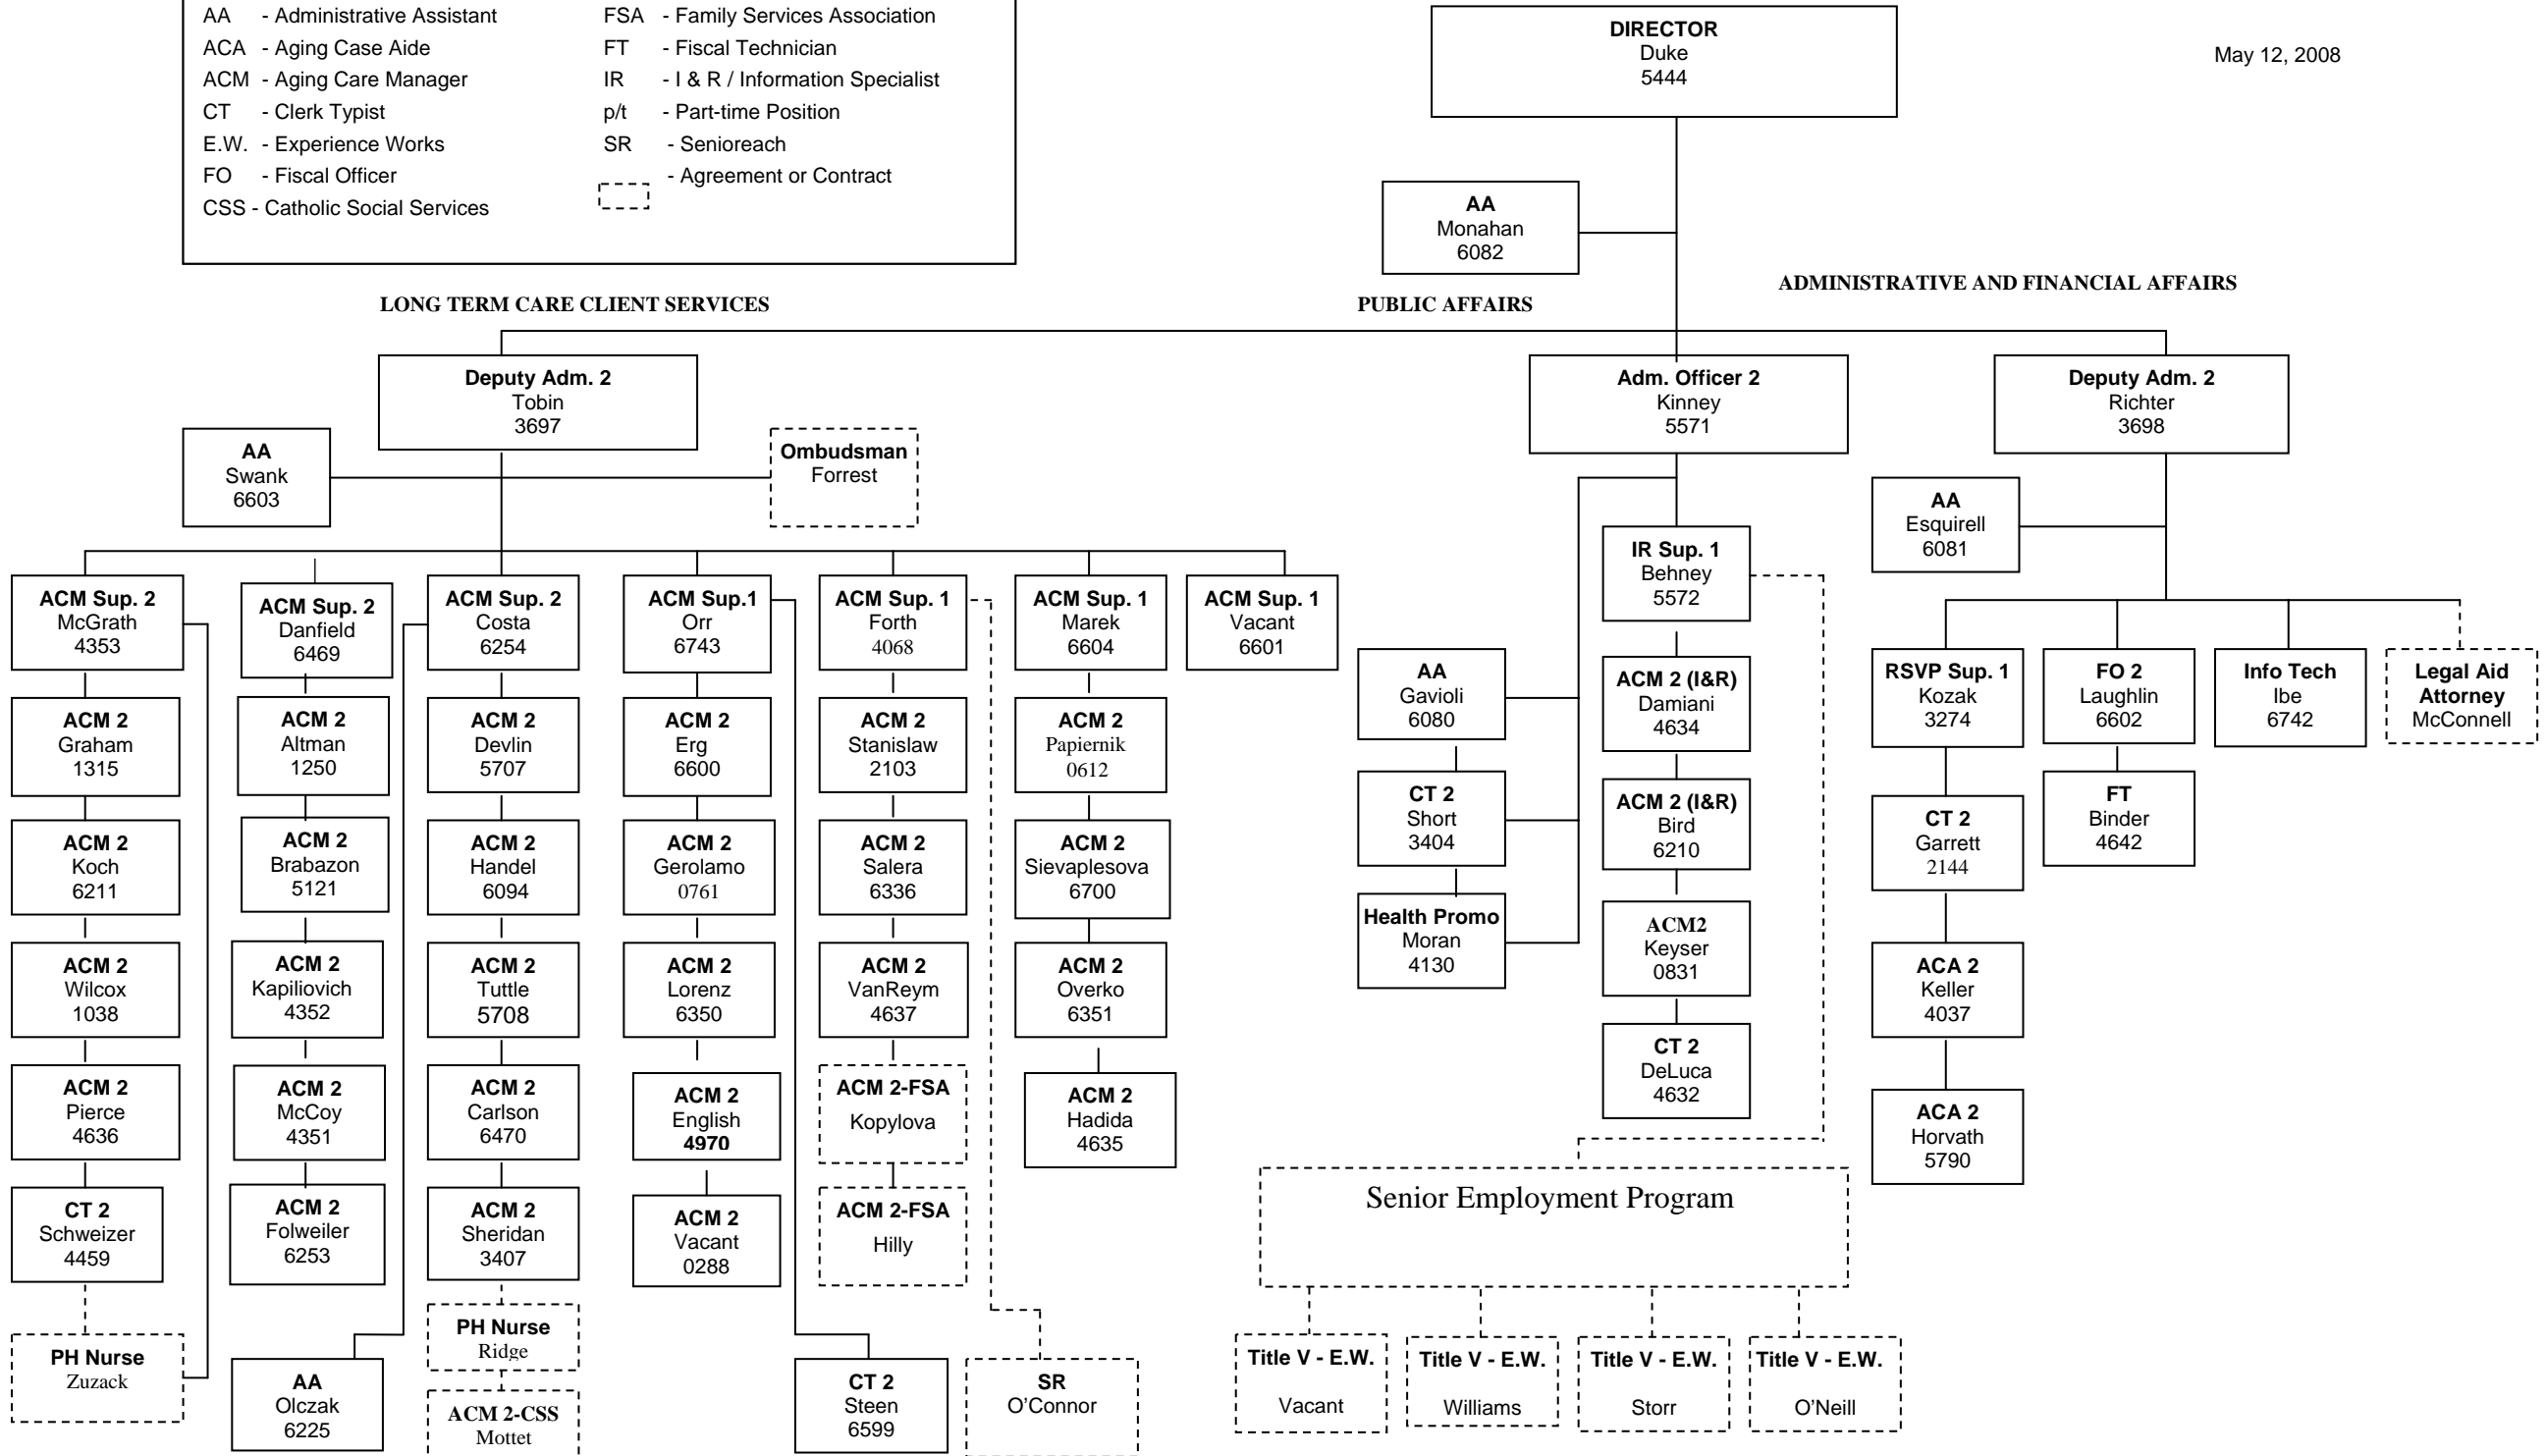 AA - Administrative Assistant
ACA - Aging Case Aide
ACM - Aging Care Manager
CT - Clerk Typist
E.W. - Experience Works
FO - Fiscal Officer
CSS - Catholic Social Services
FSA - Family Services Association
FT - Fiscal Technician
IR - I & R / Information Specialist
p/t - Part-time Position
SR - Senioreach
- Agreement or Contract
DIRECTOR
Duke
5444
May 12, 2008
AA
Monahan
6082
LONG TERM CARE CLIENT SERVICES
PUBLIC AFFAIRS
ADMINISTRATIVE AND FINANCIAL AFFAIRS
Deputy Adm. 2
Tobin
3697
AA
Swank
6603
Ombudsman
Forrest
ACM Sup. 2
McGrath
4353
ACM 2
Graham
1315
ACM 2
Koch
6211
ACM 2
Wilcox
1038
ACM 2
Pierce
4636
CT 2
Schweizer
4459
PH Nurse
Zuzack
ACM Sup. 2
Danfield
6469
ACM 2
Altman
1250
ACM 2
Brabazon
5121
ACM 2
Kapiliovich
4352
ACM 2
McCoy
4351
ACM 2
Folweiler
6253
AA
Olczak
6225
ACM Sup. 2
Costa
6254
ACM 2
Devlin
5707
ACM 2
Handel
6094
ACM 2
Tuttle
5708
ACM 2
Carlson
6470
ACM 2
Sheridan
3407
PH Nurse
Ridge
ACM 2-CSS
Mottet
ACM Sup.1
Orr
6743
ACM 2
Erg
6600
ACM 2
Gerolamo
0761
ACM 2
Lorenz
6350
ACM 2
English
4970
ACM 2
Vacant
0288
CT 2
Steen
6599
ACM Sup. 1
Forth
4068
ACM 2
Stanislaw
2103
ACM 2
Salera
6336
ACM 2
VanReym
4637
ACM 2-FSA
Kopylova
ACM 2-FSA
Hilly
SR
O’Connor
ACM Sup. 1
Marek
6604
ACM 2
Papiernik
0612
ACM 2
Sievaplesova
6700
ACM 2
Overko
6351
ACM 2
Hadida
4635
ACM Sup. 1
Vacant
6601
Adm. Officer 2
Kinney
5571
AA
Gavioli
6080
CT 2
Short
3404
Health Promo
Moran
4130
IR Sup. 1
Behney
5572
ACM 2 (I&R)
Damiani
4634
ACM 2 (I&R)
Bird
6210
ACM2
Keyser
0831
CT 2
DeLuca
4632
Senior Employment Program
Title V - E.W.
Vacant
Title V - E.W.
Williams
Title V - E.W.
Storr
Title V - E.W.
O’Neill
Deputy Adm. 2
Richter
3698
AA
Esquirell
6081
RSVP Sup. 1
Kozak
3274
CT 2
Garrett
2144
ACA 2
Keller
4037
ACA 2
Horvath
5790
FO 2
Laughlin
6602
FT
Binder
4642
Info Tech
Ibe
6742
Legal Aid
Attorney
McConnell